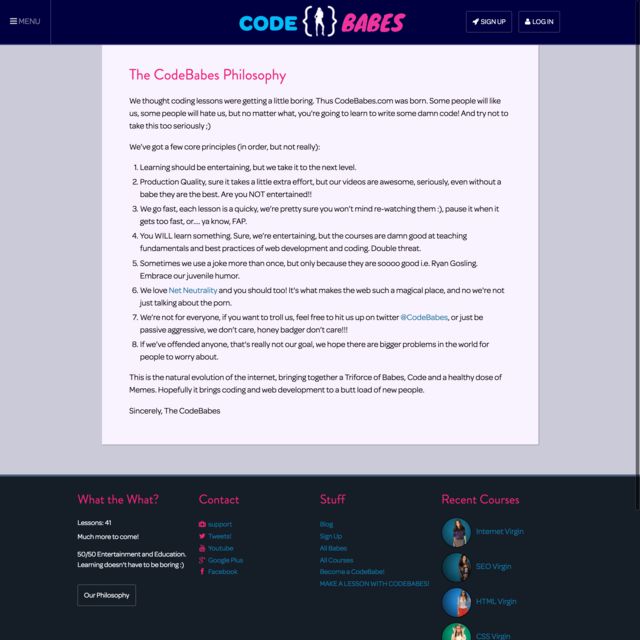 MENU
CODE BABES
SIGN UP
LOG IN
The CodeBabes Philosophy
We thought coding lessons were getting a little boring. Thus CodeBabes.com was born. Some people will like
us, some people will hate us, but no matter what, you're going to learn to write some damn code! And try not to
take this too seriously ;)
We've got a few core principles (in order, but not really):
1. Learning should be entertaining, but we take it to the next level.
2. Production Quality, sure it takes a little extra effort, but our videos are awesome, seriously, even without a
babe they are the best. Are you NOT entertained!!
3. We go fast, each lesson is a quicky, we're pretty sure you won't mind re-watching them :), pause it when it
gets too fast, or.... ya know, FAP.
4. You WILL learn something. Sure, we're entertaining, but the courses are damn good at teaching
fundamentals and best practices of web development and coding. Double threat.
5. Sometimes we use a joke more than once, but only because they are soooo good i.e. Ryan Gosling.
Embrace our juvenile humor.
6. We love Net Neutrality and you should too! It's what makes the web such a magical place, and no we're not
just talking about the porn.
7. We're not for everyone, if you want to troll us, feel free to hit us up on twitter @CodeBabes, or just be
passive aggressive, we don't care, honey badger don't care!!!
8. If we've offended anyone, that's really not our goal, we hope there are bigger problems in the world for
people to worry about.
This is the natural evolution of the internet, bringing together a Triforce of Babes, Code and a healthy dose of
Memes. Hopefully it brings coding and web development to a butt load of new people.
Sincerely, The CodeBabes
What the What?
Lessons: 41
Much more to come!
50/50 Entertainment and Education.
Learning doesn't have to be boring :)
Our Philosophy
Contact
support
Tweets!
Youtube
Google Plus
Facebook
Stuff
Blog
Sign Up
All Babes
All Courses
Become a CodeBabe!
MAKE A LESSON WITH CODEBABES!
Recent Courses
Internet Virgin
SEO Virgin
HTML Virgin
CSS Virgin